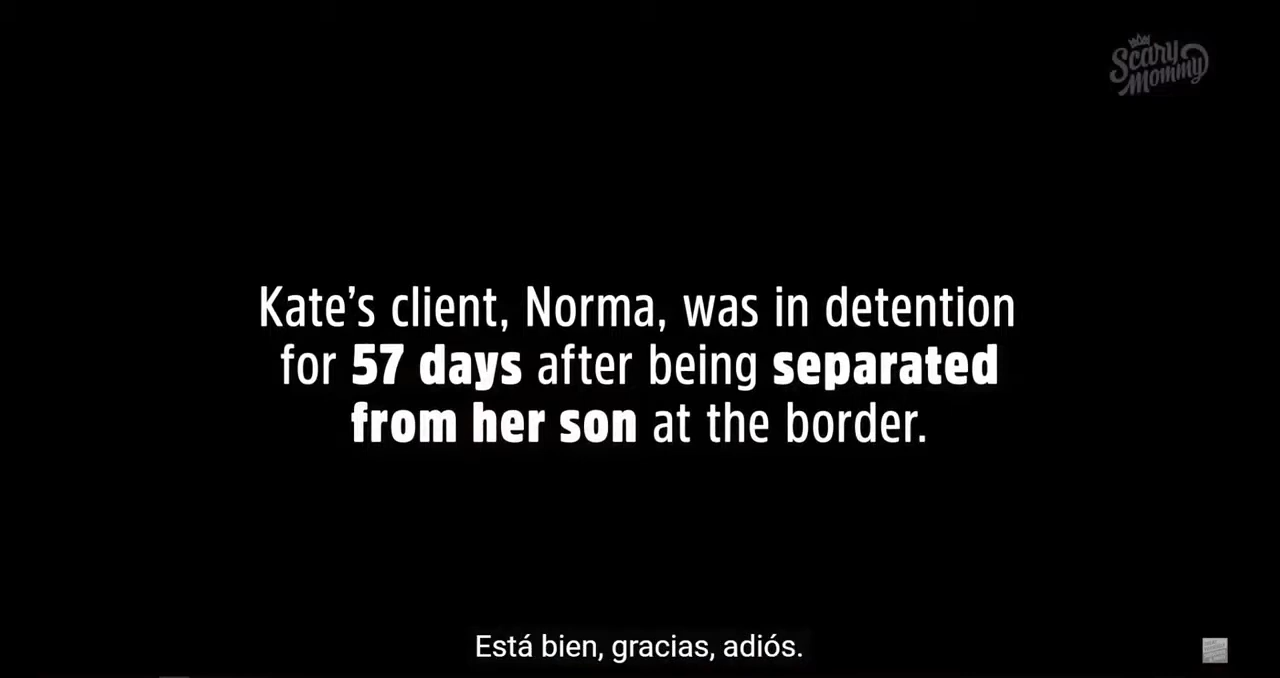 Scary
Mommy
Kate’s client, Norma, was in detention
for 57 days after being separated
from her son at the border.
Está bien, gracias, adiós.